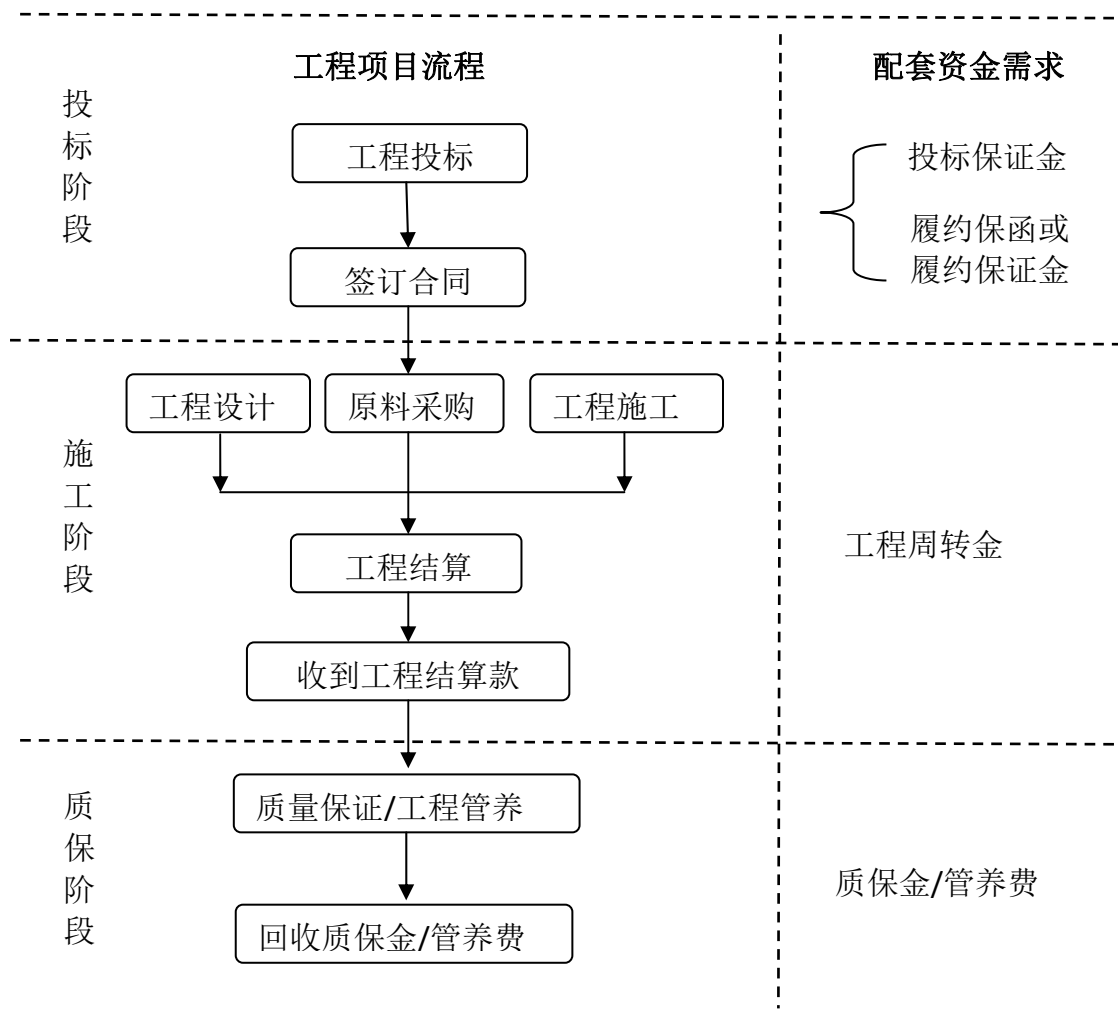 工程项目流程
配套资金需求
投标阶段
工程投标
投标保证金
签订合同
履约保函或
履约保证金
施工阶段
工程设计
原料采购
工程施工
工程结算
工程周转金
收到工程结算款
质保阶段
质量保证/工程管养
质保金/管养费
回收质保金/管养费